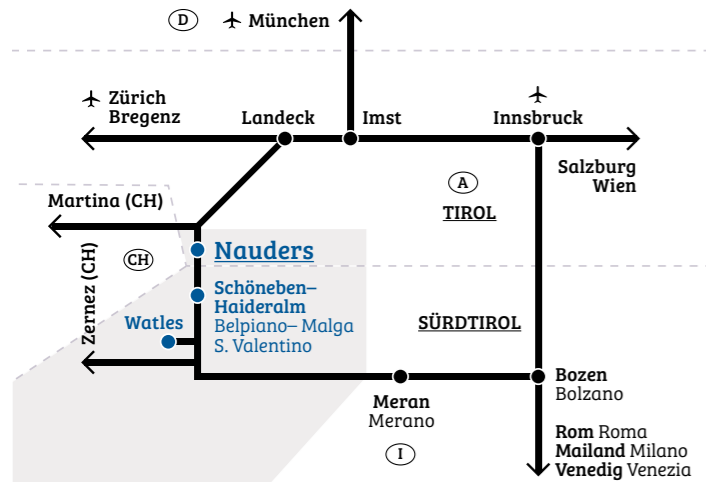 D
München
Zürich
Bregenz
Landeck
Imst
Innsbruck
Salzburg
Wien
A
TIROL
Martina (CH)
CH
Zernez (CH)
Nauders
Schöneben–
Haideralm
Belpiano– Malga
S. Valentino
Watles
SÜRDTIROL
Meran
Merano
I
Bozen
Bolzano
Rom Roma
Mailand Milano
Venedig Venezia